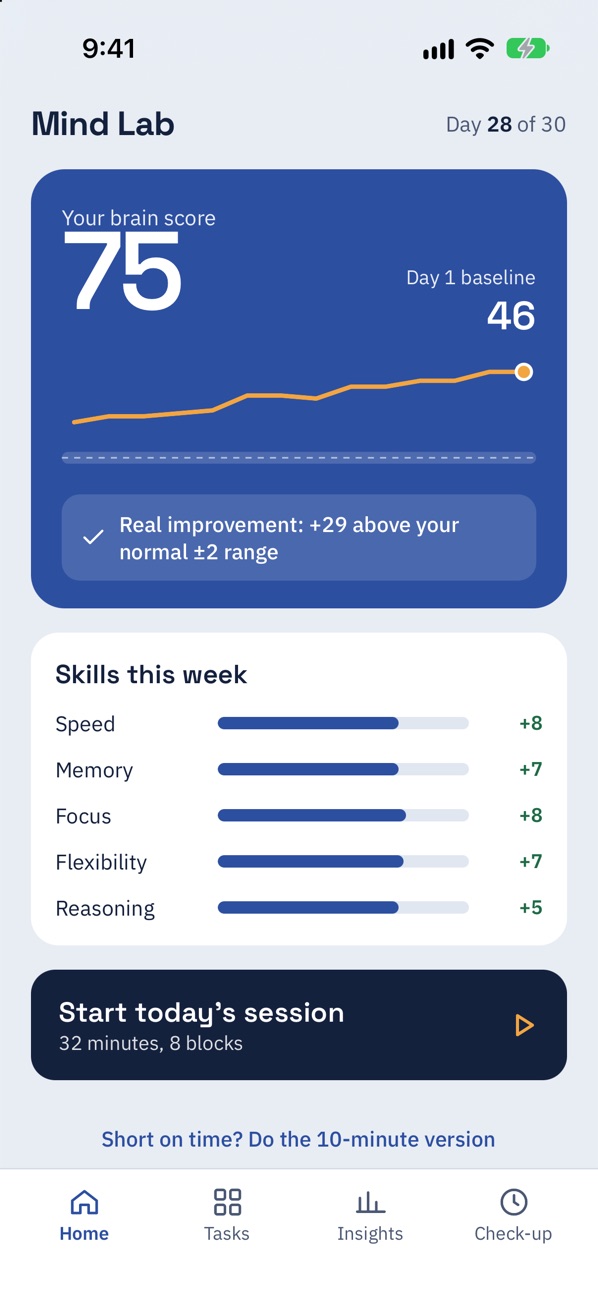 9:41
Mind Lab
Day 28 of 30
Your brain score
75
Day 1 baseline
46
Real improvement: +29 above your
normal ±2 range
Skills this week
Speed +8
Memory +7
Focus +8
Flexibility +7
Reasoning +5
Start today’s session
32 minutes, 8 blocks
Short on time? Do the 10-minute version
Home Tasks Insights Check-up